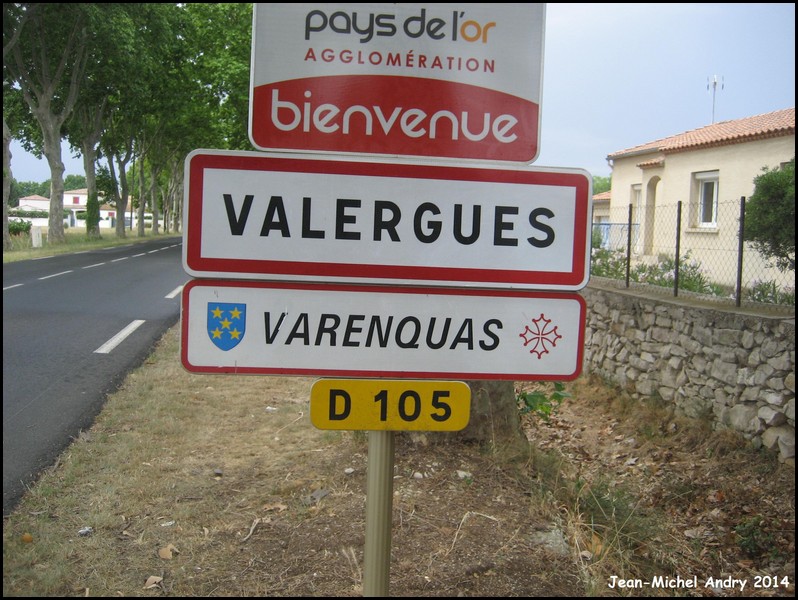 pays de l'or
AGGLOMÉRATION
bienvenue
VALERGUES
VARENQUAS
D 105
Jean-Michel Andry 2014